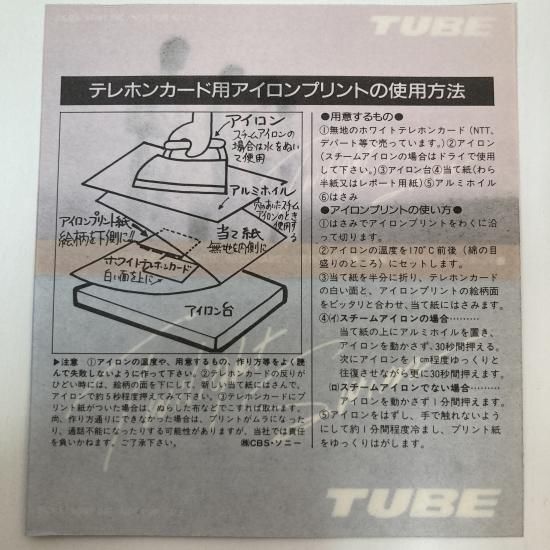 TUBE
テレホンカード用アイロンプリントの使用方法
アイロン
スチームアイロンの
場合は水をぬい
て使用
アルミホイル
穴のあいたスチム
アイロンのとき
使用する
アイロンプリント紙
絵柄を下側に!!
当て紙
無地を内側に
ホワイトテレホンカード
白い面を上に
アイロン台
▶注意 ①アイロンの温度や、用意するもの、作り方等をよく読
んで失敗しないように作って下さい。②テレホンカードの反りが
ひどい時には、絵柄の面を下にして、新しい当て紙にはさんで、
アイロンで約5秒程度押えてみて下さい。③テレホンカードにプ
リント紙がついた場合は、ぬらした布などでこすれば取れます。
尚、作り方通りにできなかった場合は、プリントがムラになった
り、通話不能になったりする可能性がありますが、当社では責任
を負いかねます。ご了承下さい。 ㈱CBS・ソニー
●用意するもの●
①無地のホワイトテレホンカード(NTT、
デパート等で売っています。)②アイロン
(スチームアイロンの場合はドライで使用
して下さい。)③アイロン台④当て紙(わら
半紙又はレポート用紙)⑤アルミホイル
⑥はさみ
●アイロンプリントの使い方●
①はさみでアイロンプリントをわくに沿
って切ります。
②アイロンの温度を170℃前後(綿の目
盛りのところ)にセットします。
③当て紙を半分に折り、テレホンカード
の白い面と、アイロンプリントの絵柄面
をピッタリと合わせ、当て紙にはさみます。
④㋑スチームアイロンの場合………
当て紙の上にアルミホイルを置き、
アイロンを動かさず、30秒間押える。
次にアイロンを1cm程度ゆっくりと
往復させながら更に30秒間押えます。
㋺スチームアイロンでない場合……
アイロンを動かさず1分間押えます。
⑤アイロンをはずし、手で触れないよう
にして約1分間程度冷まし、プリント紙
をゆっくりはがします。
TUBE